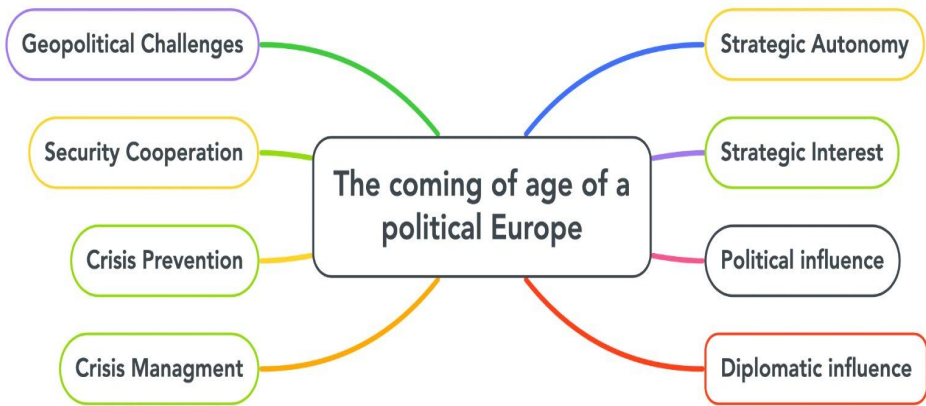 Geopolitical Challenges
Security Cooperation
Crisis Prevention
Crisis Managment
The coming of age of a
political Europe
Strategic Autonomy
Strategic Interest
Political influence
Diplomatic influence